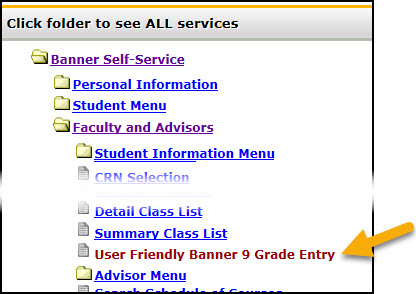 Click folder to see ALL services
Banner Self-Service
Personal Information
Student Menu
Faculty and Advisors
Student Information Menu
CRN Selection
Detail Class List
Summary Class List
User Friendly Banner 9 Grade Entry
Advisor Menu
Search Schedule of Courses